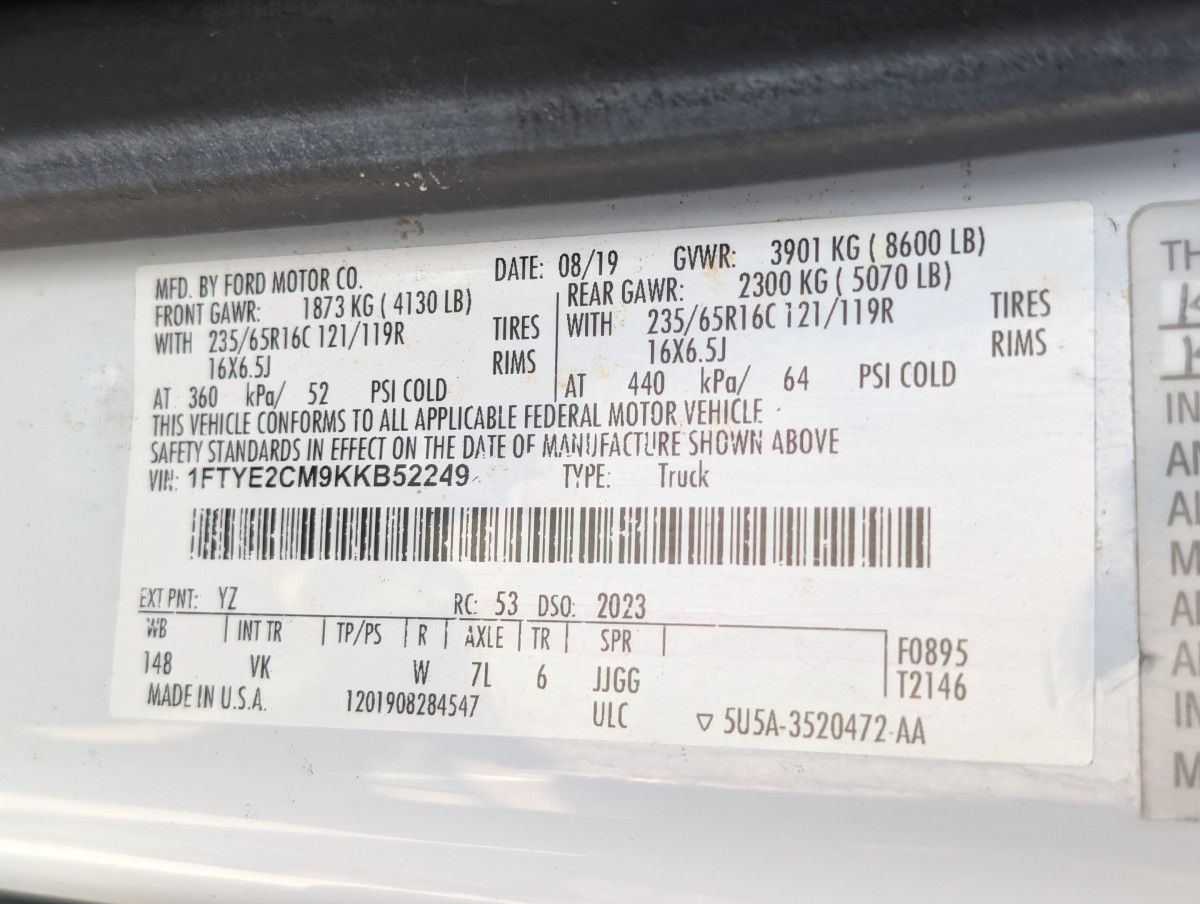 MFD. BY FORD MOTOR CO. DATE: 08/19 GVWR: 3901 KG ( 8600 LB)
FRONT GAWR: 1873 KG ( 4130 LB) REAR GAWR: 2300 KG ( 5070 LB)
WITH 235/65R16C 121/119R TIRES WITH 235/65R16C 121/119R TIRES
16X6.5J RIMS 16X6.5J RIMS
AT 360 kPa/ 52 PSI COLD AT 440 kPa/ 64 PSI COLD
THIS VEHICLE CONFORMS TO ALL APPLICABLE FEDERAL MOTOR VEHICLE
SAFETY STANDARDS IN EFFECT ON THE DATE OF MANUFACTURE SHOWN ABOVE
VIN: 1FTYE2CM9KKB52249 TYPE: Truck
EXT PNT: YZ RC: 53 DSO: 2023
WB INT TR TP/PS R AXLE TR SPR F0895
148 VK W 7L 6 JJGG T2146
MADE IN U.S.A. 1201908284547 ULC ▽ 5U5A-3520472-AA
TH
IN
AN
M
IN
M